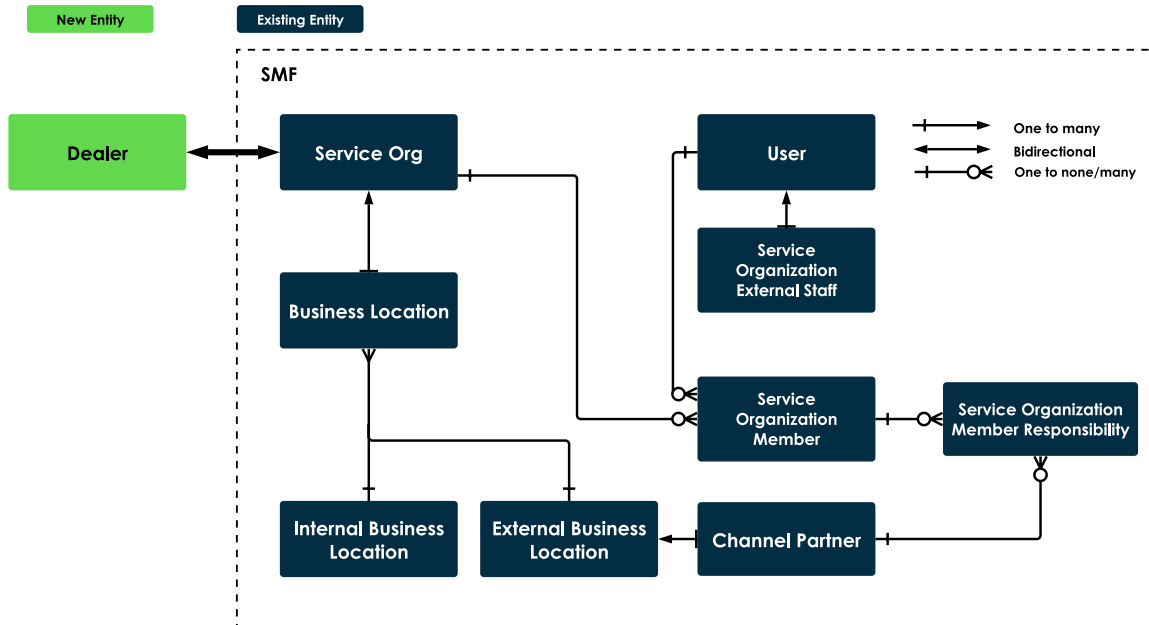 New Entity
Existing Entity
SMF
Dealer
Service Org
User
One to many
Bidirectional
One to none/many
Service
Organization
External Staff
Business Location
Service
Organization
Member
Service Organization
Member Responsibility
Internal Business
Location
External Business
Location
Channel Partner